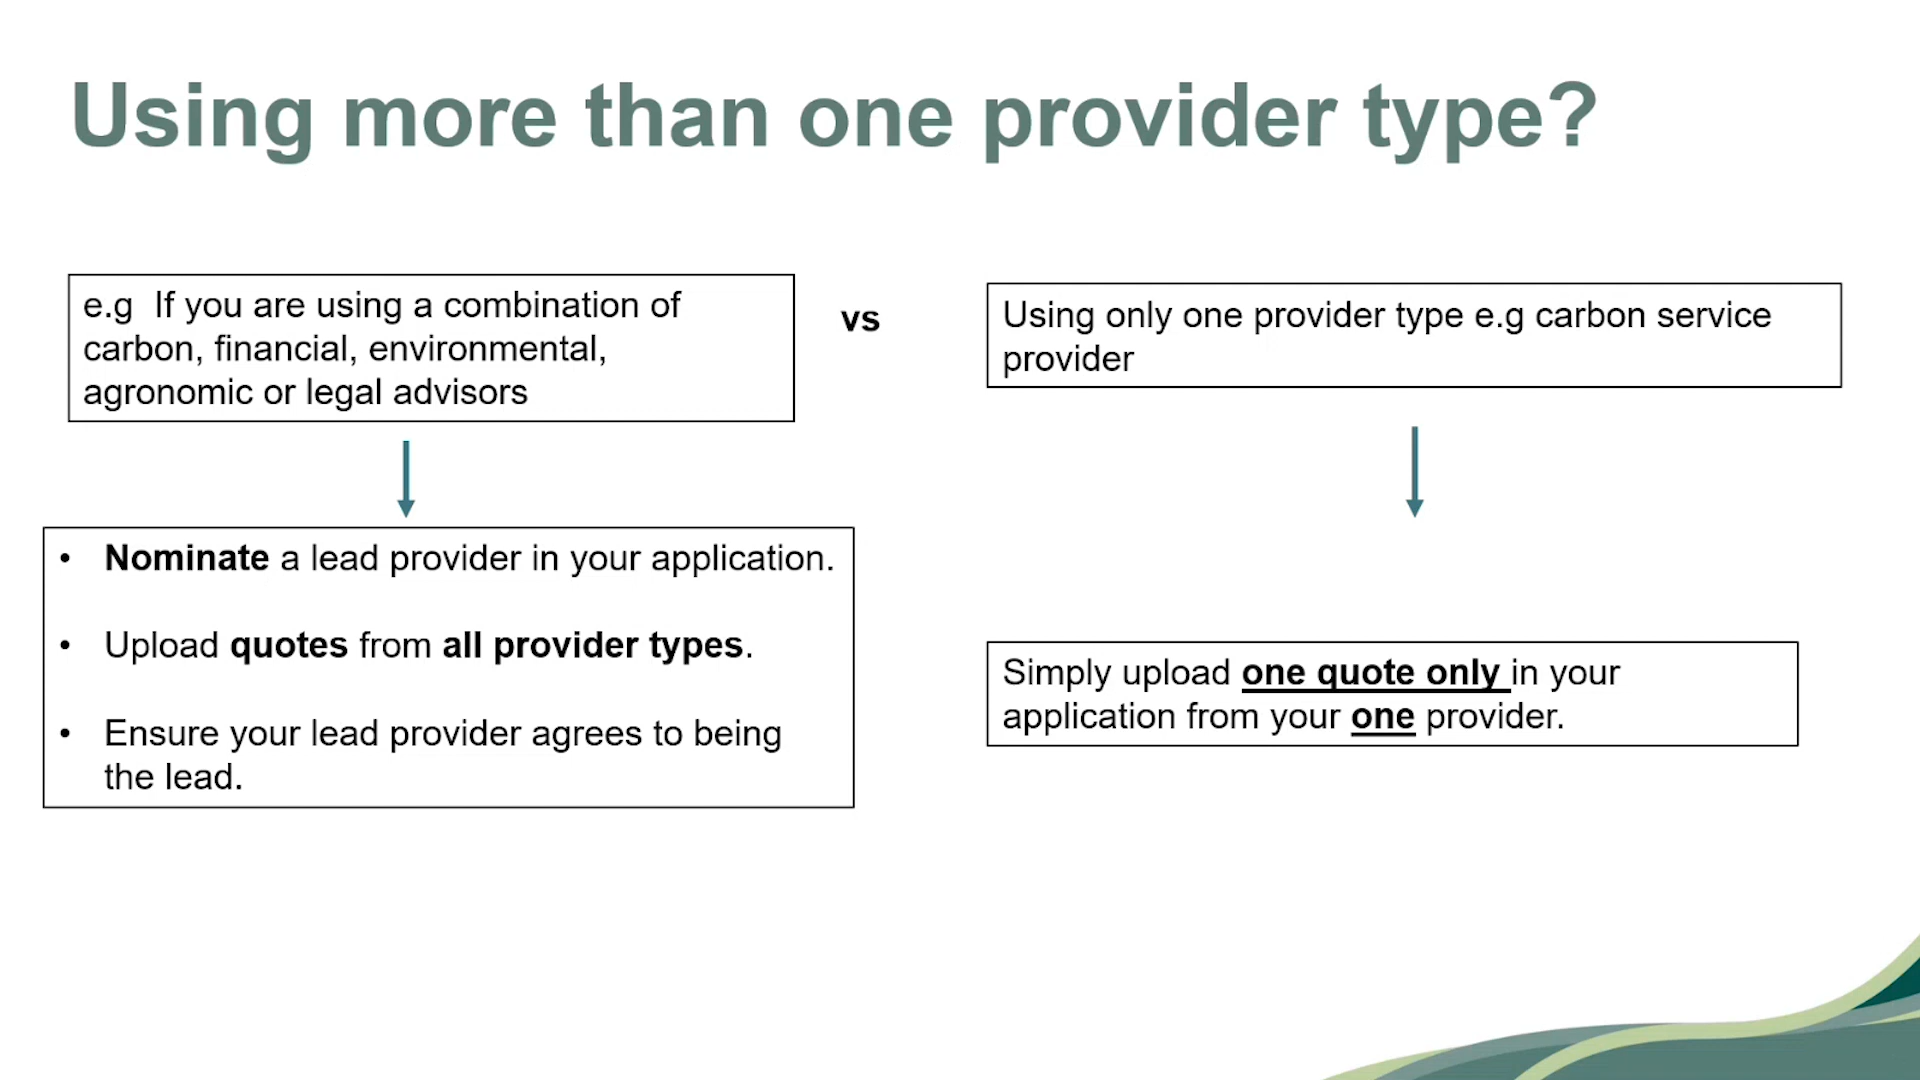 Using more than one provider type?
e.g  If you are using a combination of
carbon, financial, environmental,
agronomic or legal advisors
vs
Using only one provider type e.g carbon service
provider
• Nominate a lead provider in your application.
• Upload quotes from all provider types.
• Ensure your lead provider agrees to being
the lead.
Simply upload one quote only in your
application from your one provider.